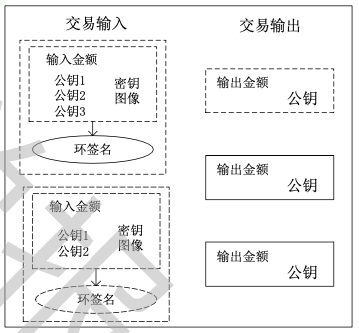 交易输入
交易输出
输入金额
公钥1
公钥2
公钥3
密钥
图像
环签名
输入金额
公钥1
公钥2
密钥
图像
环签名
输出金额
公钥
输出金额
公钥
输出金额
公钥